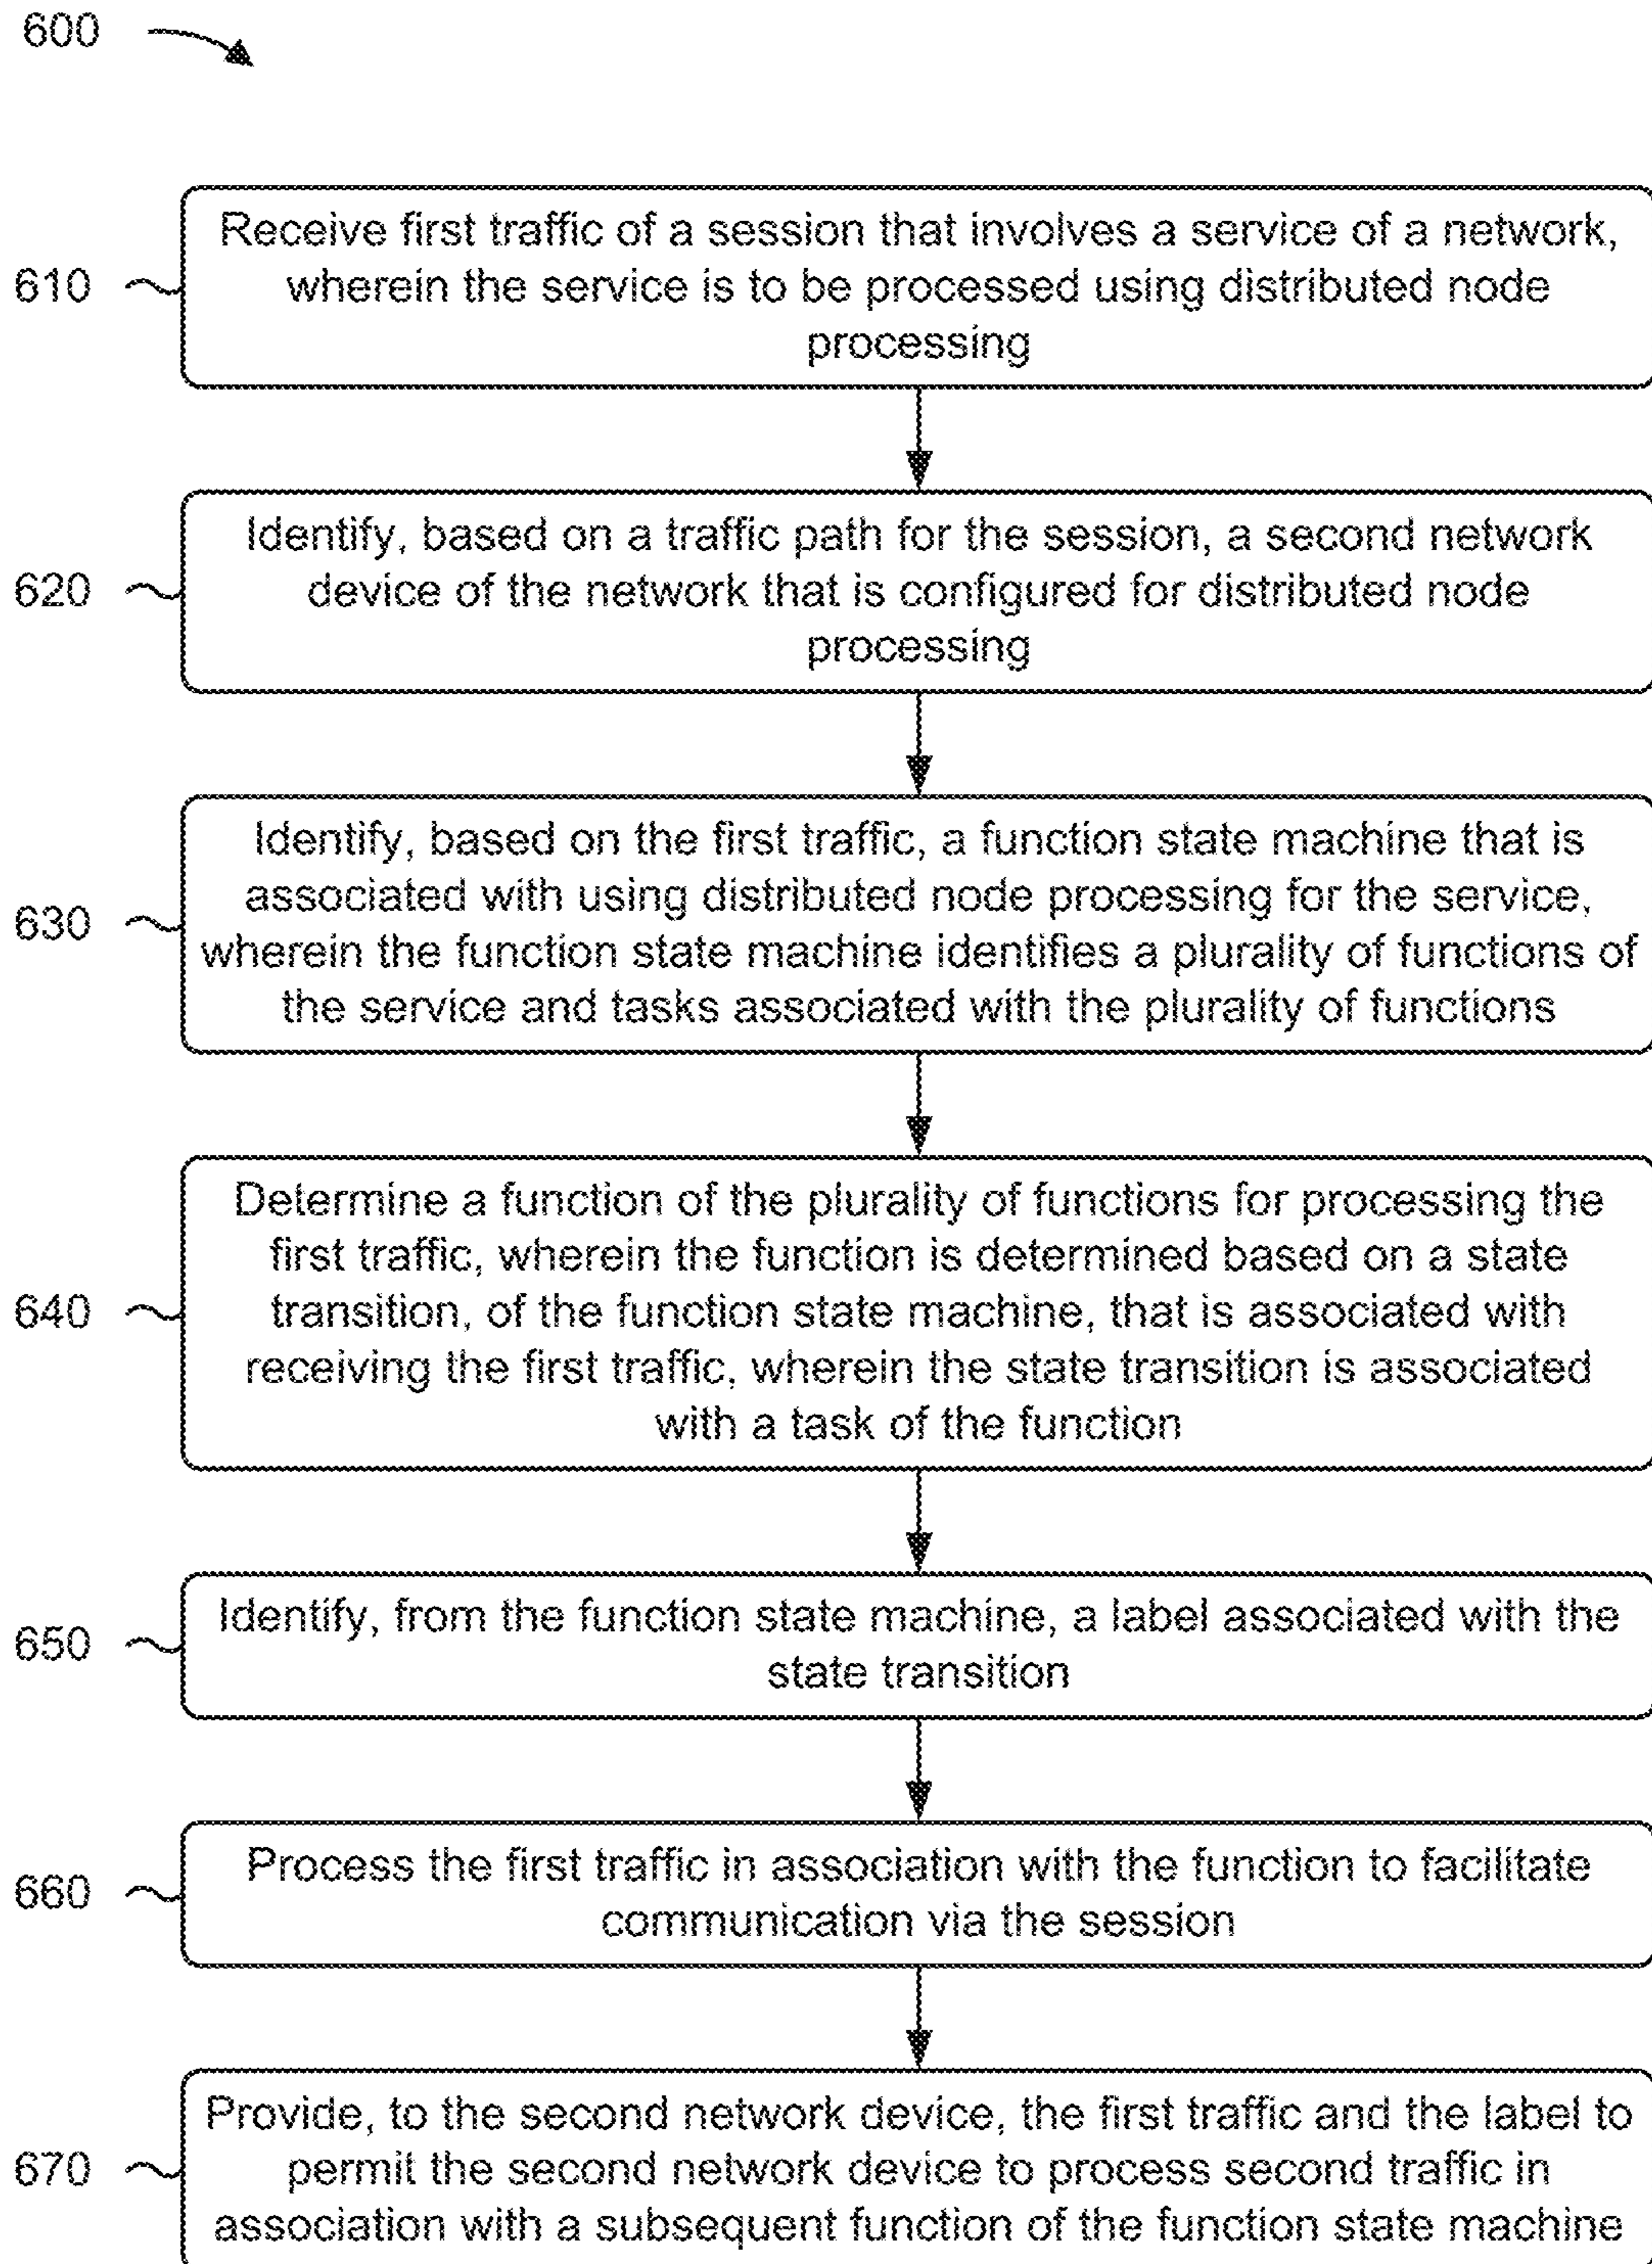 600
610
Receive first traffic of a session that involves a service of a network,
wherein the service is to be processed using distributed node
processing
620
Identify, based on a traffic path for the session, a second network
device of the network that is configured for distributed node
processing
630
Identify, based on the first traffic, a function state machine that is
associated with using distributed node processing for the service,
wherein the function state machine identifies a plurality of functions of
the service and tasks associated with the plurality of functions
640
Determine a function of the plurality of functions for processing the
first traffic, wherein the function is determined based on a state
transition, of the function state machine, that is associated with
receiving the first traffic, wherein the state transition is associated
with a task of the function
650
Identify, from the function state machine, a label associated with the
state transition
660
Process the first traffic in association with the function to facilitate
communication via the session
670
Provide, to the second network device, the first traffic and the label to
permit the second network device to process second traffic in
association with a subsequent function of the function state machine